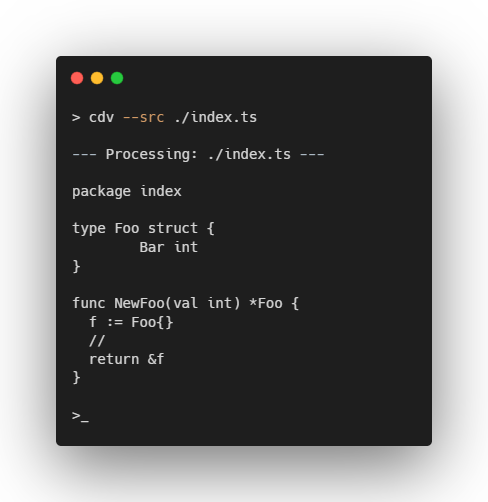 > cdv --src ./index.ts
--- Processing: ./index.ts ---
package index
type Foo struct {
        Bar int
}
func NewFoo(val int) *Foo {
  f := Foo{}
  //
  return &f
}
>_